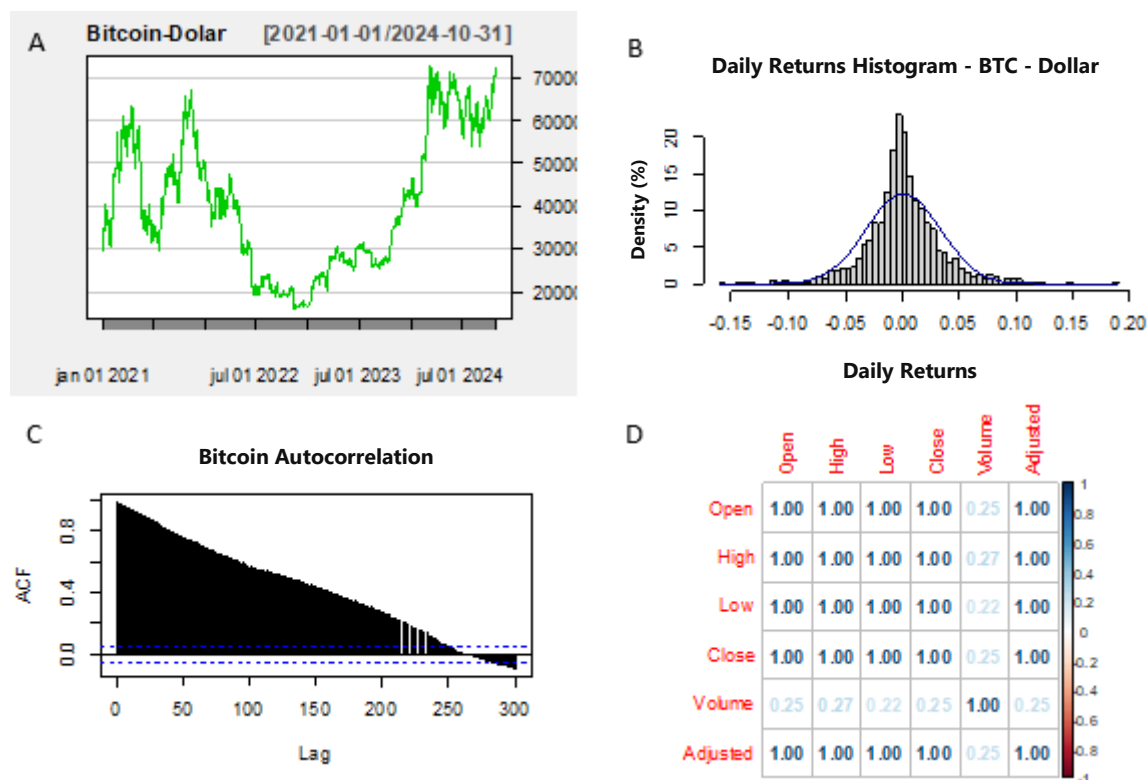 A
Bitcoin-Dolar [2021-01-01/2024-10-31]
70000
60000
50000
40000
30000
20000
jan 01 2021 jul 01 2022 jul 01 2023 jul 01 2024
B
Daily Returns Histogram - BTC - Dollar
Density (%)
20
15
10
5
0
-0.15 -0.10 -0.05 0.00 0.05 0.10 0.15 0.20
Daily Returns
C
Bitcoin Autocorrelation
ACF
0.8
0.4
0.0
0 50 100 150 200 250 300
Lag
D
Open High Low Close Volume Adjusted
Open 1.00 1.00 1.00 1.00 0.25 1.00
High 1.00 1.00 1.00 1.00 0.27 1.00
Low 1.00 1.00 1.00 1.00 0.22 1.00
Close 1.00 1.00 1.00 1.00 0.25 1.00
Volume 0.25 0.27 0.22 0.25 1.00 0.25
Adjusted 1.00 1.00 1.00 1.00 0.25 1.00
1
0.8
0.6
0.4
0.2
0
-0.2
-0.4
-0.6
-0.8
-1